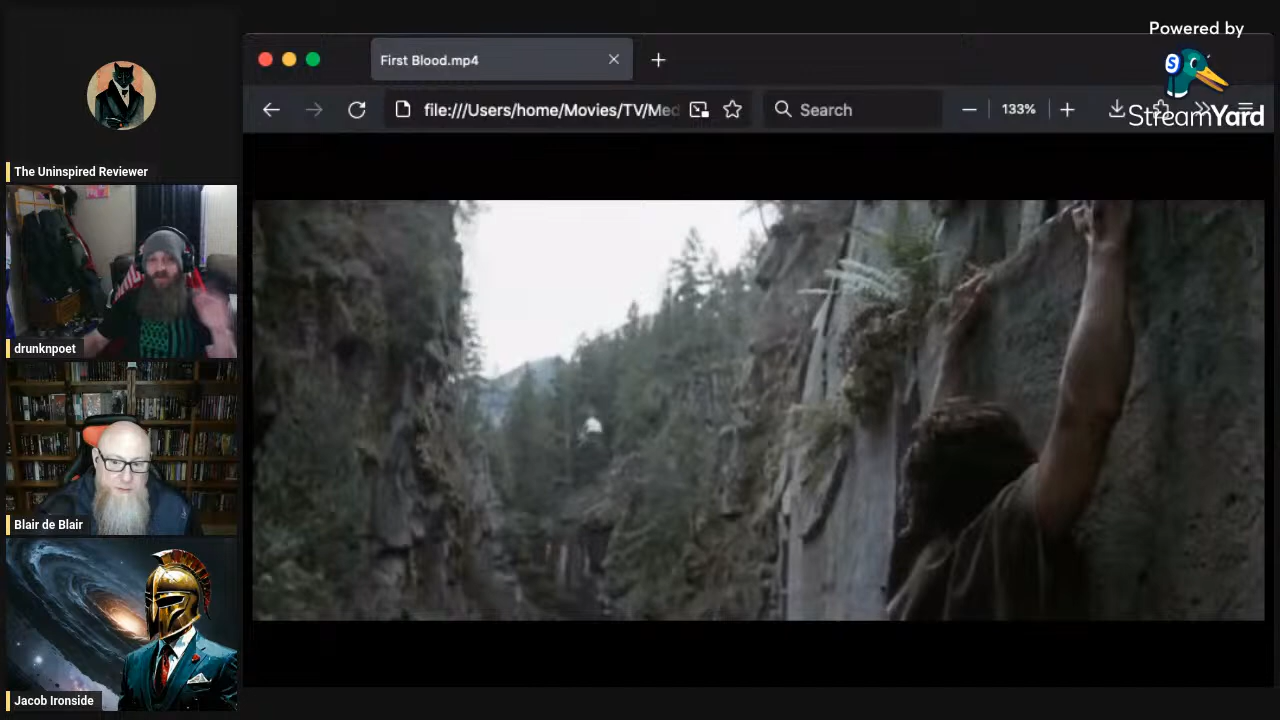 Powered by
StreamYard
First Blood.mp4
file:///Users/home/Movies/TV/Med
Search
133%
The Uninspired Reviewer
drunknpoet
Blair de Blair
Jacob Ironside